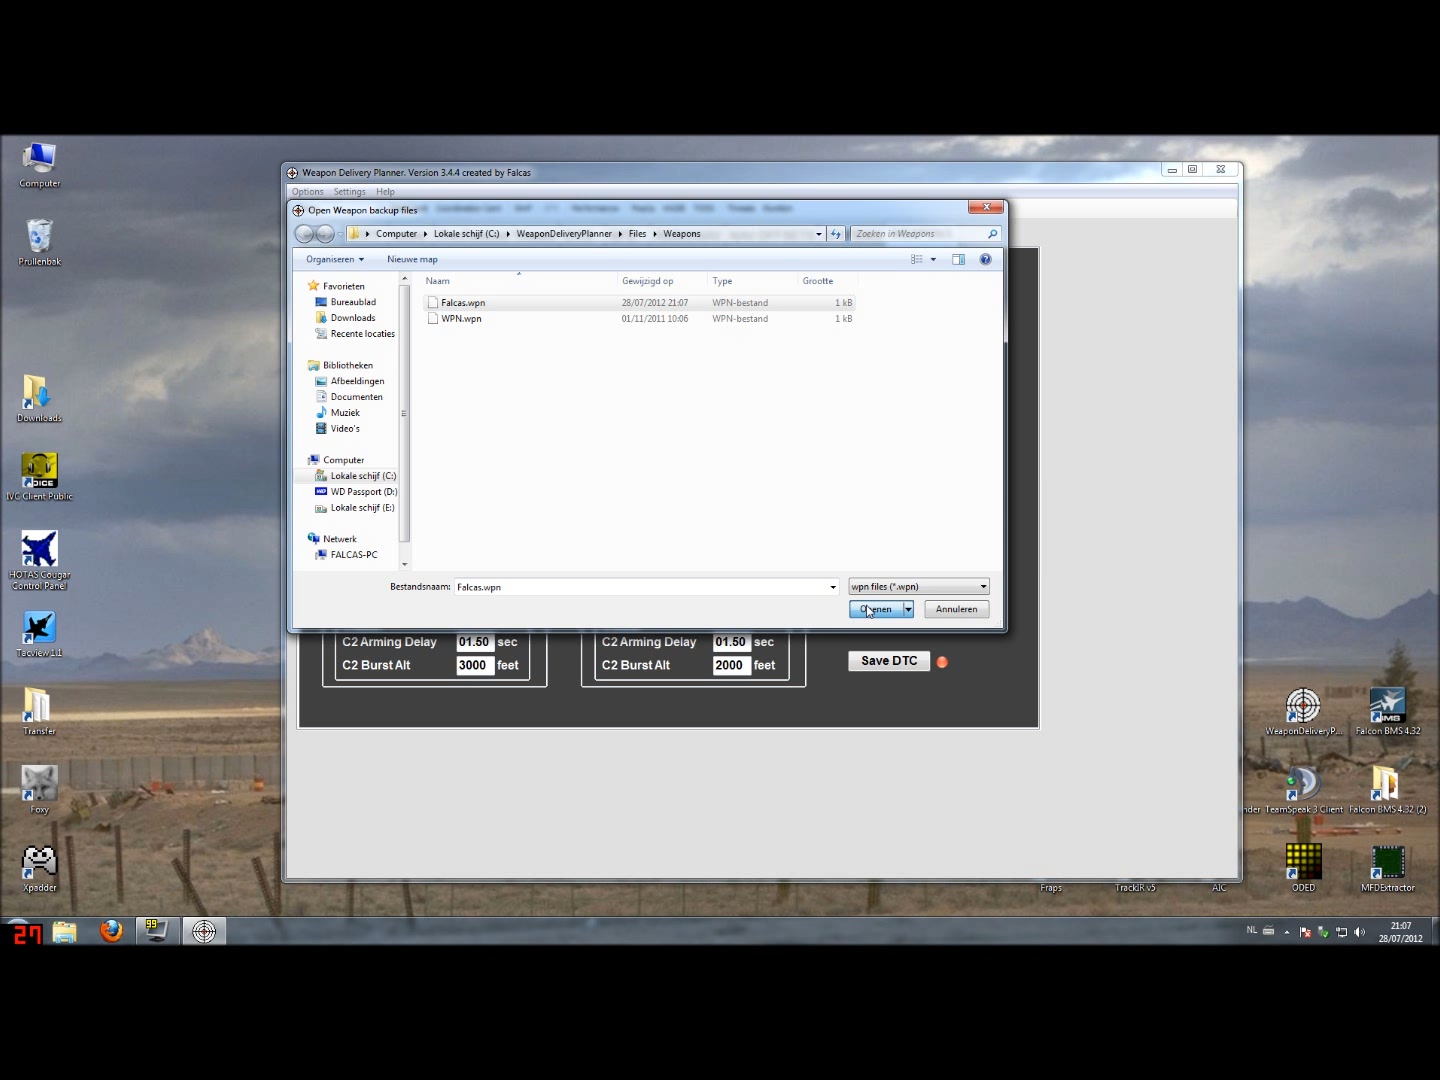 Computer
Prullenbak
Downloads
IVC Client Public
HOTAS Cougar
Control Panel
Tacview 1.1
Transfer
Foxy
Xpadder
Weapon Delivery Planner. Version 3.4.4 created by Falcas
Options Settings Help
Open Weapon backup files
Computer Lokale schijf (C:) WeaponDeliveryPlanner Files Weapons
Zoeken in Weapons
Organiseren Nieuwe map
Favorieten
Bureaublad
Downloads
Recente locaties
Bibliotheken
Afbeeldingen
Documenten
Muziek
Video's
Computer
Lokale schijf (C:)
WD Passport (D:)
Lokale schijf (E:)
Netwerk
FALCAS-PC
Naam Gewijzigd op Type Grootte
Falcas.wpn 28/07/2012 21:07 WPN-bestand 1 kB
WPN.wpn 01/11/2011 10:06 WPN-bestand 1 kB
Bestandsnaam: Falcas.wpn wpn files (*.wpn)
Openen Annuleren
C2 Arming Delay 01.50 sec C2 Arming Delay 01.50 sec
C2 Burst Alt 3000 feet C2 Burst Alt 2000 feet
Save DTC
WeaponDeliveryP... Falcon BMS 4.32
TeamSpeak 3 Client Falcon BMS 4.32 (2)
Fraps TrackIR v5 AIC ODED MFDExtractor
27
99
NL
21:07
28/07/2012